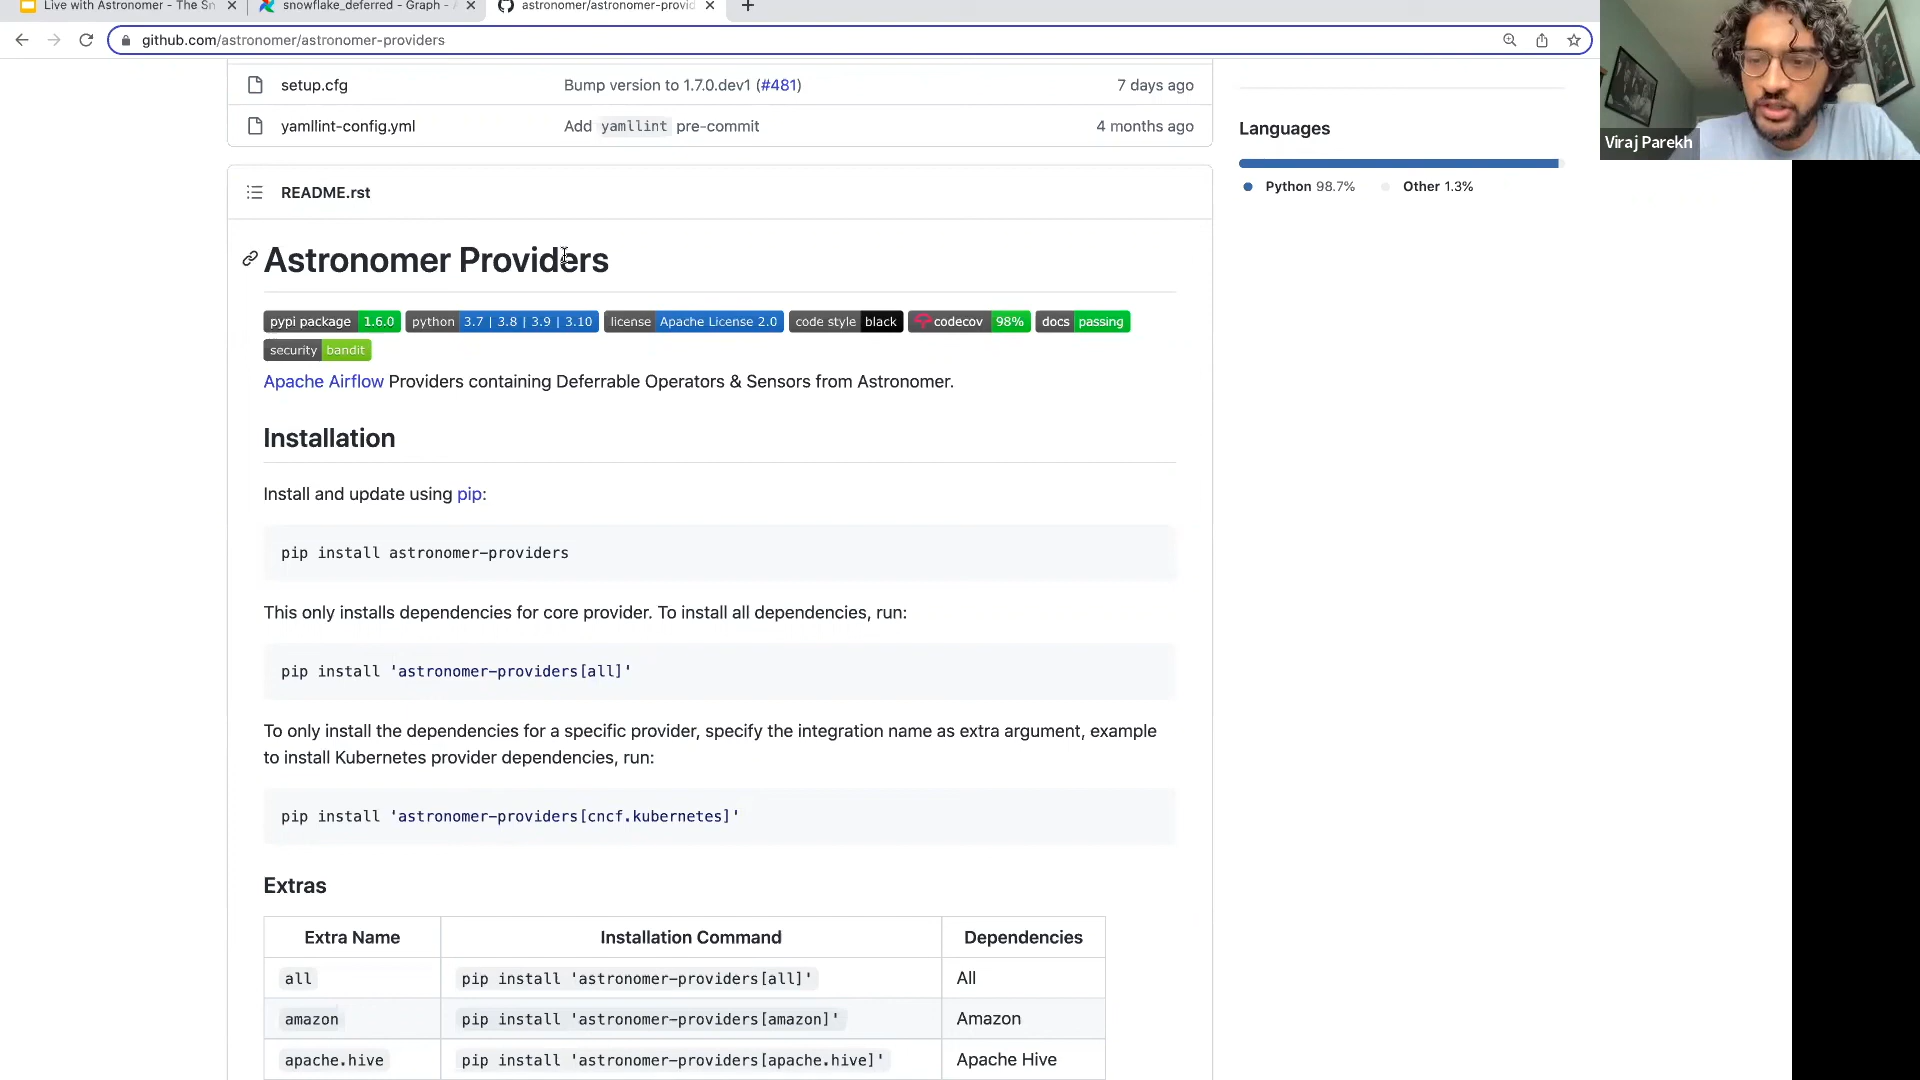 Live with Astronomer - The Sn
snowflake_deferred - Graph -
astronomer/astronomer-provid
github.com/astronomer/astronomer-providers
setup.cfg Bump version to 1.7.0.dev1 (#481) 7 days ago
yamllint-config.yml Add yamllint pre-commit 4 months ago
Languages
Python 98.7% Other 1.3%
Viraj Parekh
README.rst
Astronomer Providers
pypi package 1.6.0 python 3.7 | 3.8 | 3.9 | 3.10 license Apache License 2.0 code style black codecov 98% docs passing
security bandit
Apache Airflow Providers containing Deferrable Operators & Sensors from Astronomer.
Installation
Install and update using pip:
pip install astronomer-providers
This only installs dependencies for core provider. To install all dependencies, run:
pip install 'astronomer-providers[all]'
To only install the dependencies for a specific provider, specify the integration name as extra argument, example
to install Kubernetes provider dependencies, run:
pip install 'astronomer-providers[cncf.kubernetes]'
Extras
Extra Name Installation Command Dependencies
all pip install 'astronomer-providers[all]' All
amazon pip install 'astronomer-providers[amazon]' Amazon
apache.hive pip install 'astronomer-providers[apache.hive]' Apache Hive